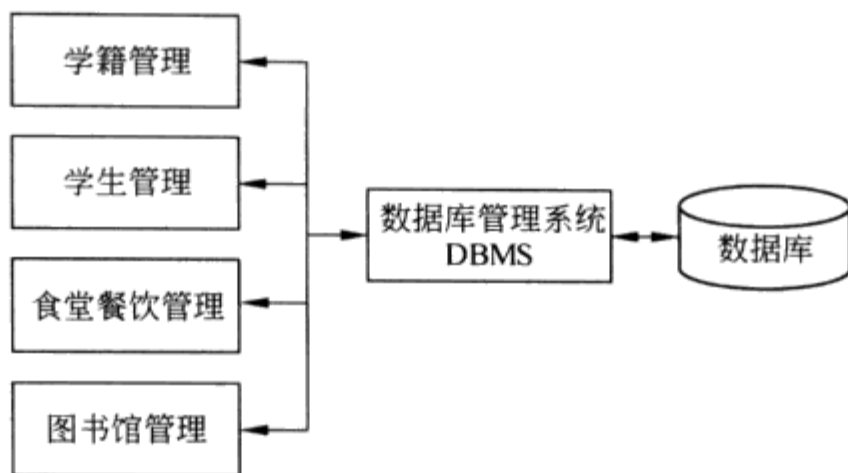 学籍管理
学生管理
食堂餐饮管理
图书馆管理
数据库管理系统
DBMS
数据库